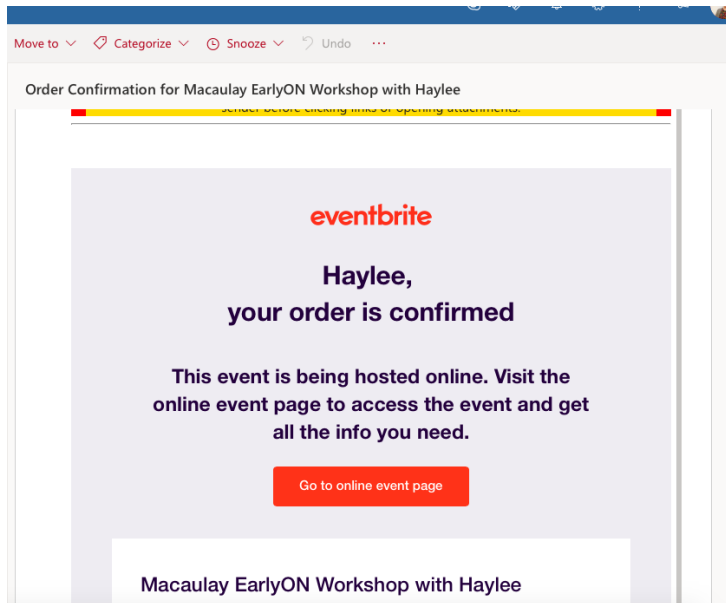 Move to Categorize Snooze Undo ...
Order Confirmation for Macaulay EarlyON Workshop with Haylee
sender before clicking links or opening attachments.
eventbrite
Haylee,
your order is confirmed
This event is being hosted online. Visit the
online event page to access the event and get
all the info you need.
Go to online event page
Macaulay EarlyON Workshop with Haylee